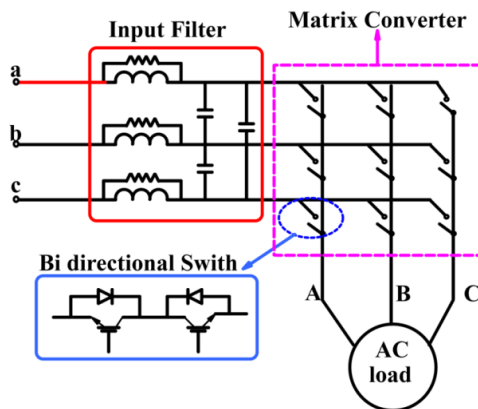 Matrix Converter
Input Filter
a
b
c
Bi directional Swith
A
B
C
AC
load